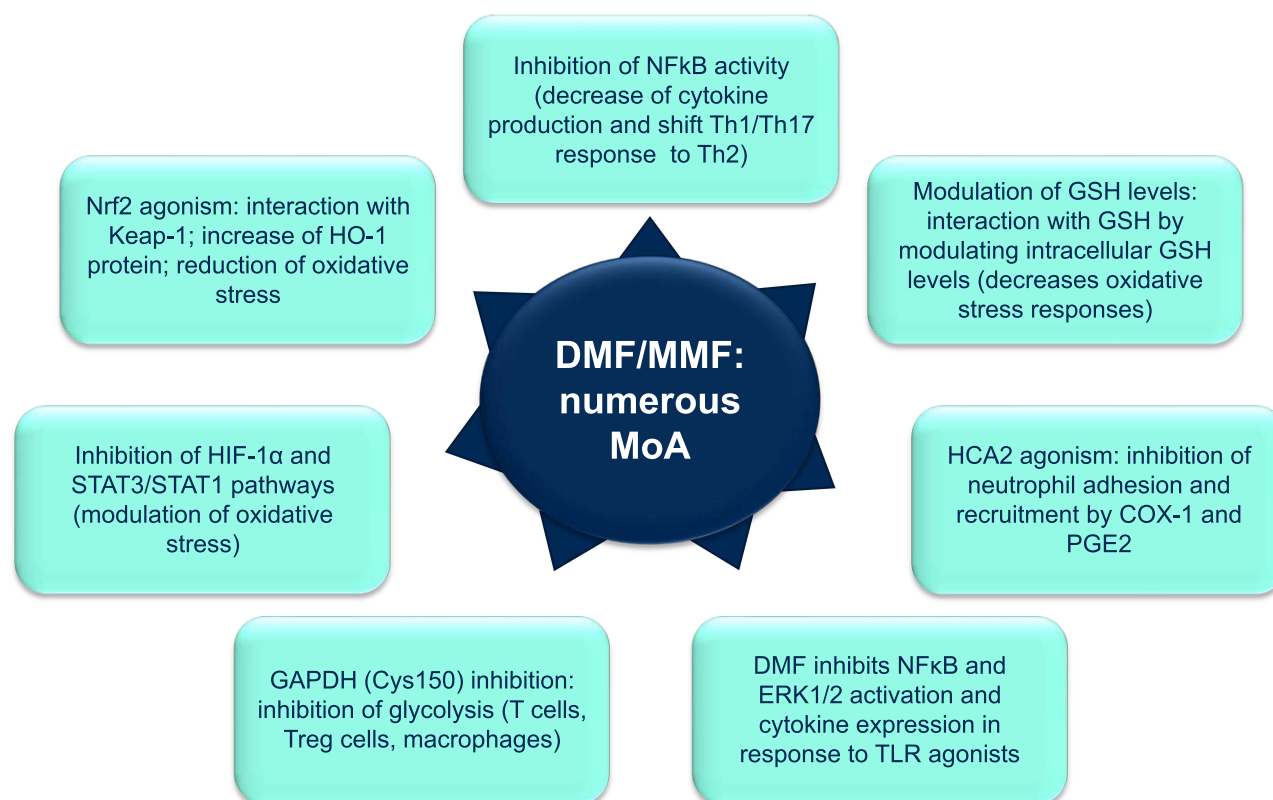 Inhibition of NFkB activity
(decrease of cytokine
production and shift Th1/Th17
response to Th2)
Nrf2 agonism: interaction with
Keap-1; increase of HO-1
protein; reduction of oxidative
stress
Modulation of GSH levels:
interaction with GSH by
modulating intracellular GSH
levels (decreases oxidative
stress responses)
DMF/MMF:
numerous
MoA
Inhibition of HIF-1α and
STAT3/STAT1 pathways
(modulation of oxidative
stress)
HCA2 agonism: inhibition of
neutrophil adhesion and
recruitment by COX-1 and
PGE2
GAPDH (Cys150) inhibition:
inhibition of glycolysis (T cells,
Treg cells, macrophages)
DMF inhibits NFκB and
ERK1/2 activation and
cytokine expression in
response to TLR agonists